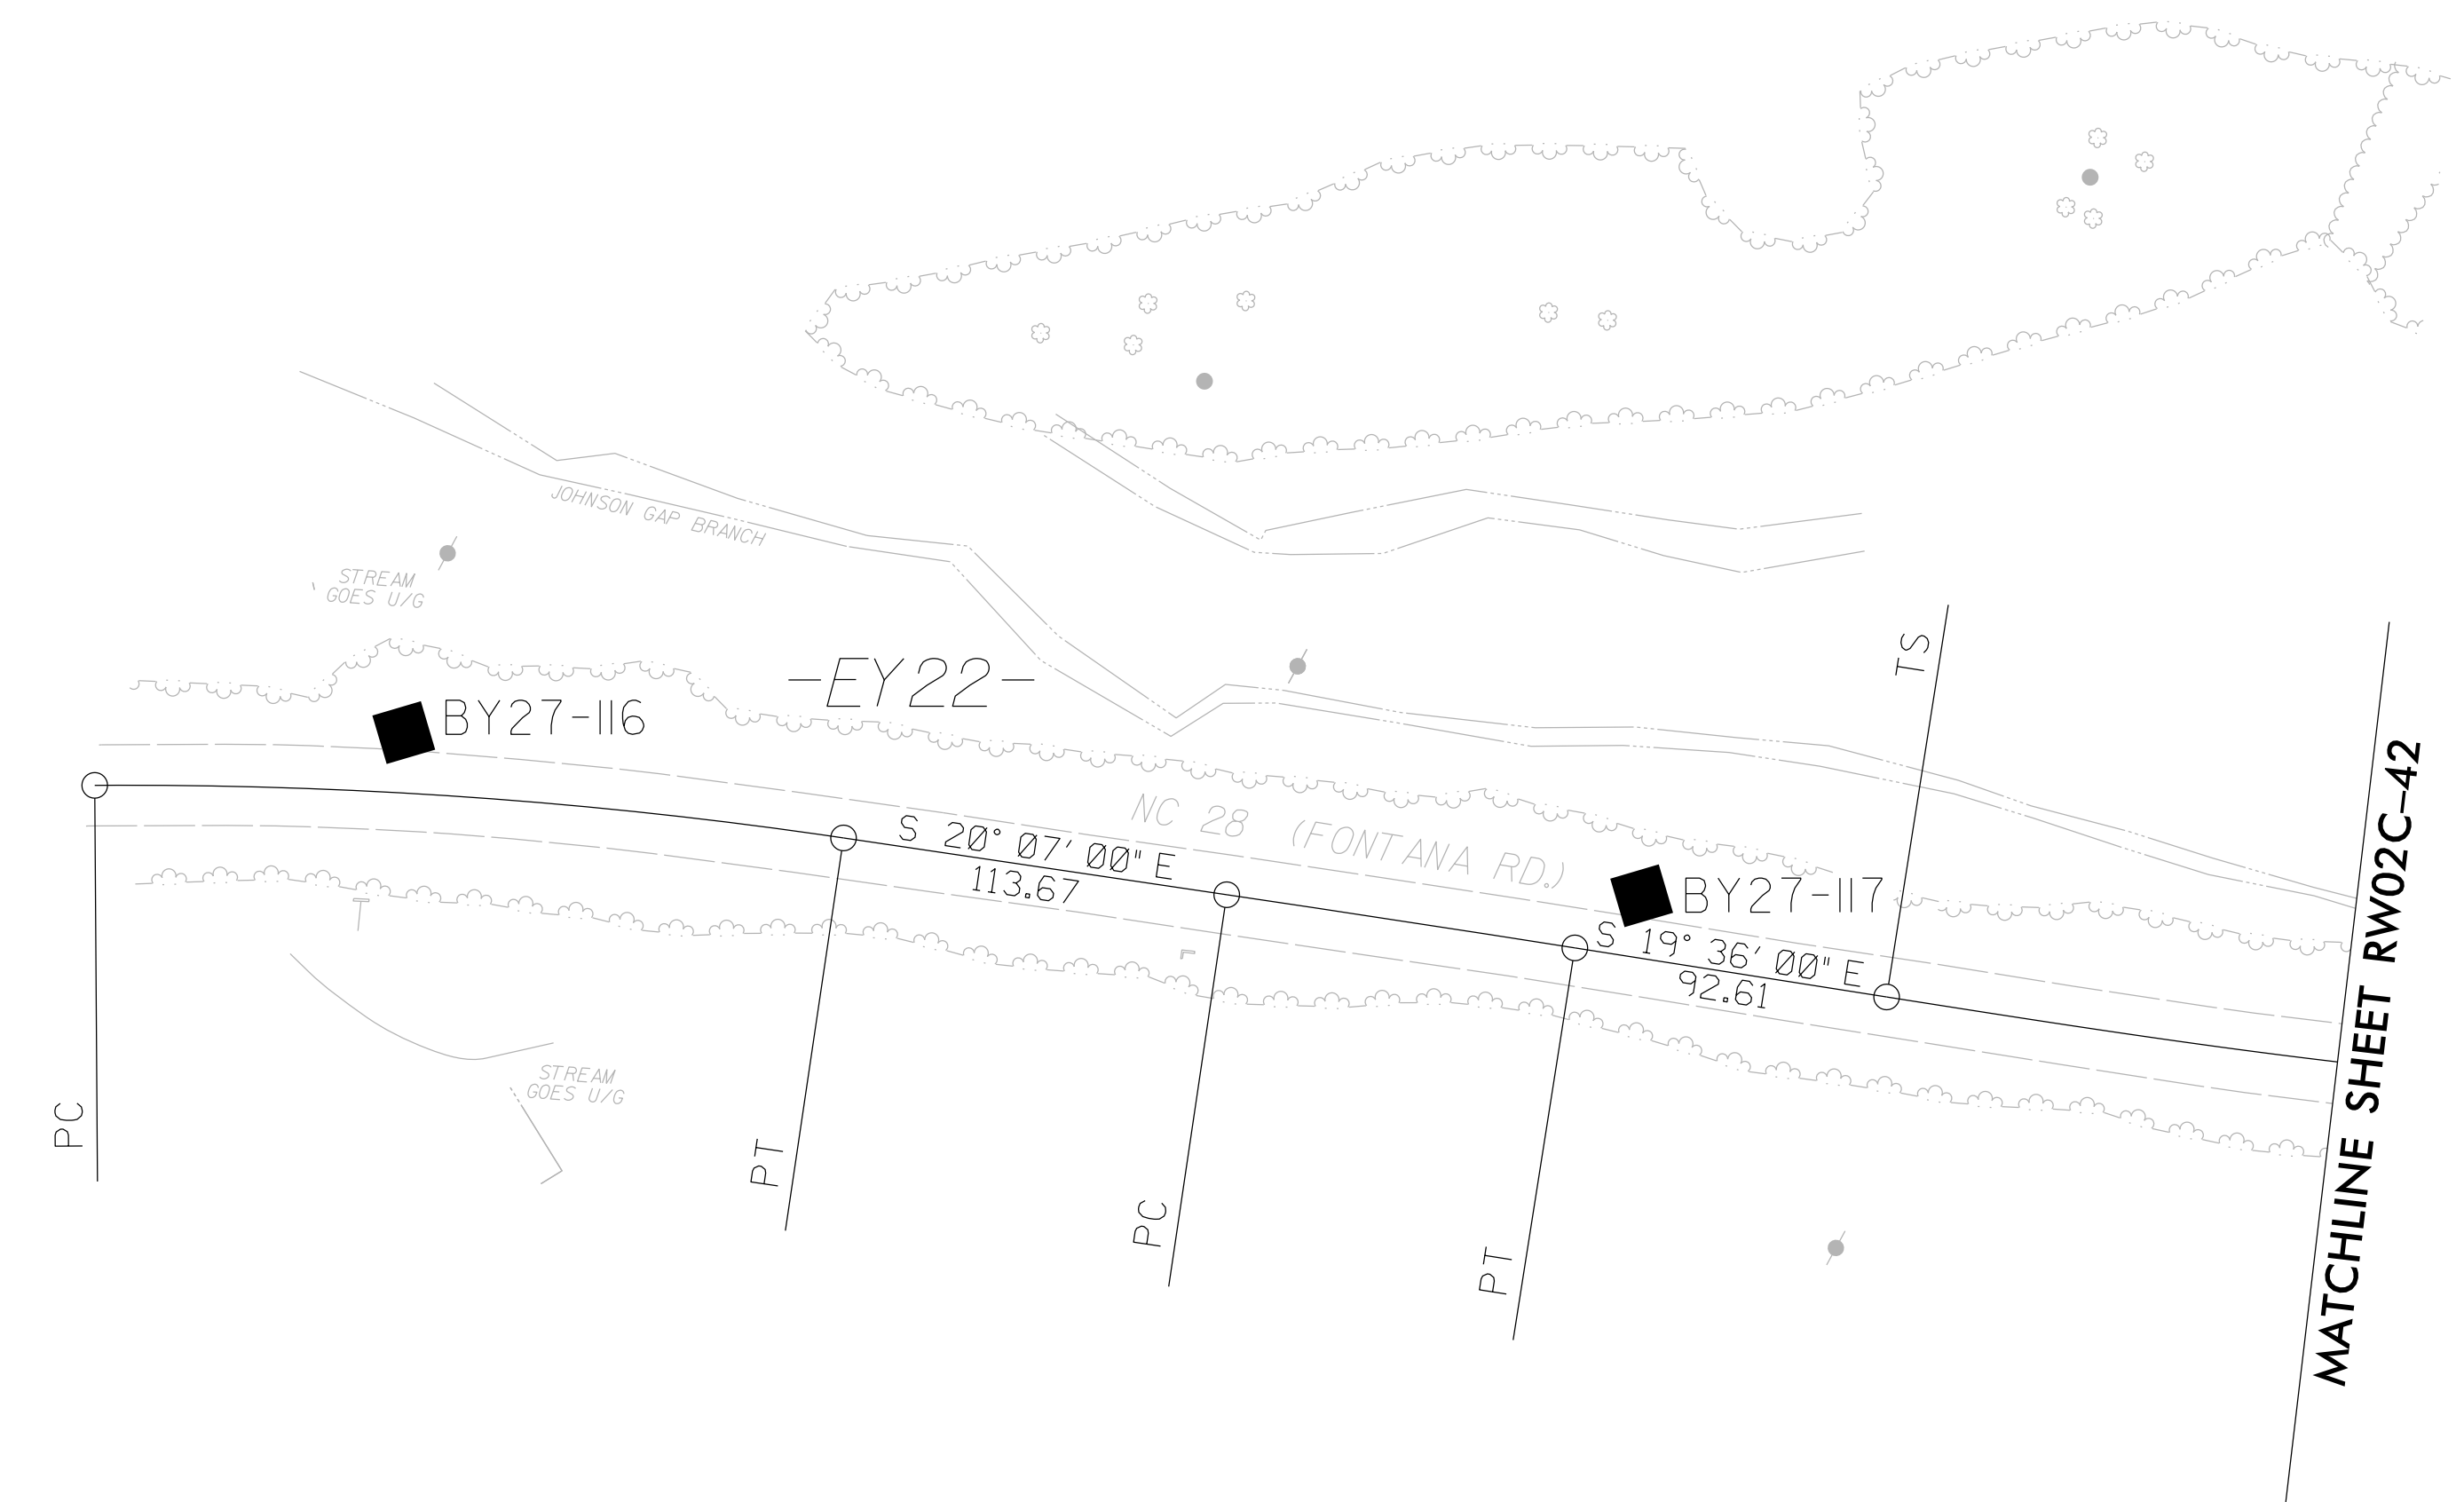 JOHNSON GAP BRANCH
STREAM
GOES U/G
TS
-EY22-
BY27-116
NC 28 (FONTANA RD.)
S 20° 07' 00" E
113.67
BY27-117
S 19° 36' 00" E
92.61
STREAM
GOES U/G
PC
PT
PC
PT
MATCHLINE SHEET RW02C-42